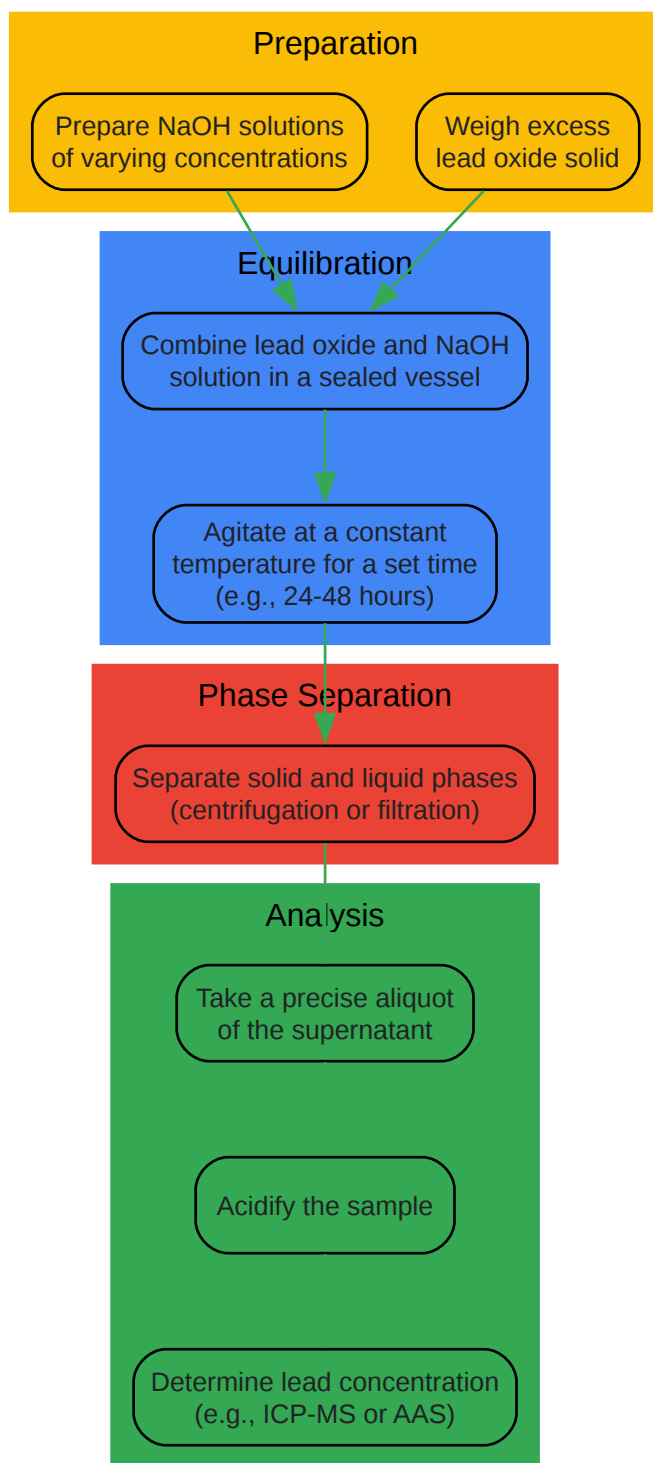 Preparation
Prepare NaOH solutions
of varying concentrations
Weigh excess
lead oxide solid
Equilibration
Combine lead oxide and NaOH
solution in a sealed vessel
Agitate at a constant
temperature for a set time
(e.g., 24-48 hours)
Phase Separation
Separate solid and liquid phases
(centrifugation or filtration)
Analysis
Take a precise aliquot
of the supernatant
Acidify the sample
Determine lead concentration
(e.g., ICP-MS or AAS)